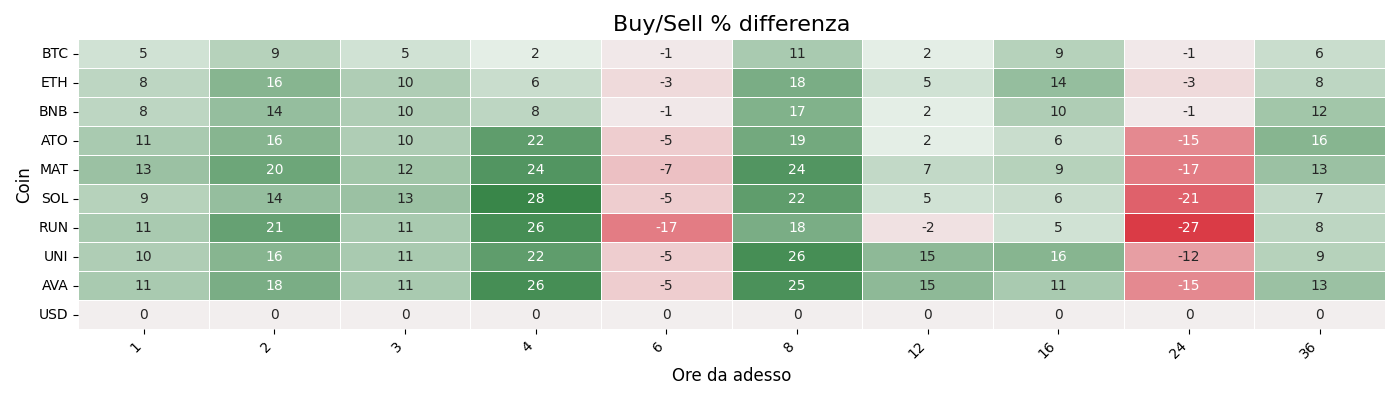 Buy/Sell % differenza
Coin
BTC 5 9 5 2 -1 11 2 9 -1 6
ETH 8 16 10 6 -3 18 5 14 -3 8
BNB 8 14 10 8 -1 17 2 10 -1 12
ATO 11 16 10 22 -5 19 2 6 -15 16
MAT 13 20 12 24 -7 24 7 9 -17 13
SOL 9 14 13 28 -5 22 5 6 -21 7
RUN 11 21 11 26 -17 18 -2 5 -27 8
UNI 10 16 11 22 -5 26 15 16 -12 9
AVA 11 18 11 26 -5 25 15 11 -15 13
USD 0 0 0 0 0 0 0 0 0 0
1 2 3 4 6 8 12 16 24 36
Ore da adesso